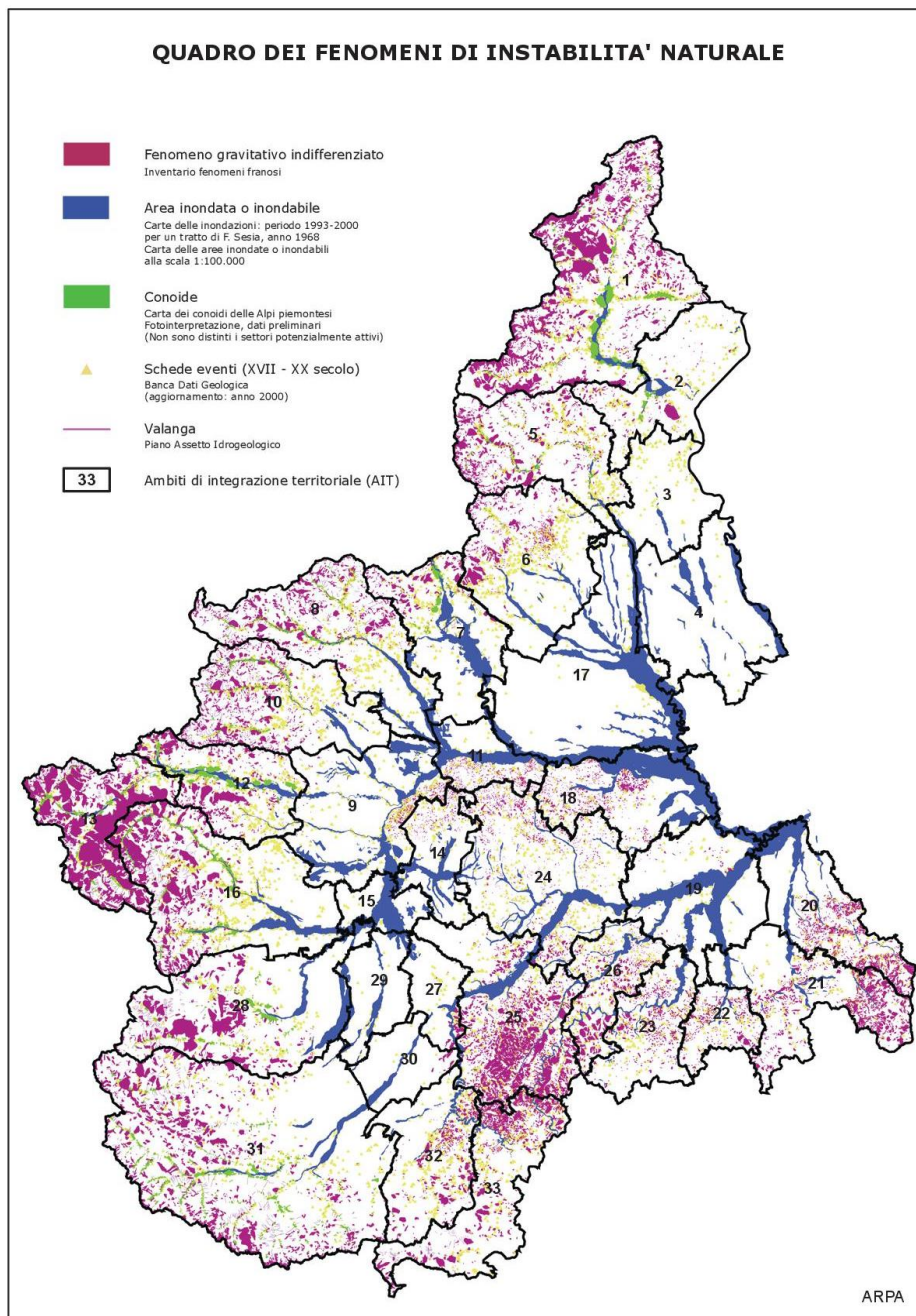 QUADRO DEI FENOMENI DI INSTABILITA' NATURALE
Fenomeno gravitativo indifferenziato
Inventario fenomeni franosi
Area inondata o inondabile
Carte delle inondazioni: periodo 1993-2000
per un tratto di F. Sesia, anno 1968
Carta delle aree inondate o inondabili
alla scala 1:100.000
Conoide
Carta dei conoidi delle Alpi piemontesi
Fotointerpretazione, dati preliminari
(Non sono distinti i settori potenzialmente attivi)
Schede eventi (XVII - XX secolo)
Banca Dati Geologica
(aggiornamento: anno 2000)
Valanga
Piano Assetto Idrogeologico
33 Ambiti di integrazione territoriale (AIT)
1
2
5
3
6
4
8
7
17
10
11
12
9
18
13
14
24
19
16
15
20
29
27
26
21
28
25
23
22
30
31
32
33
ARPA